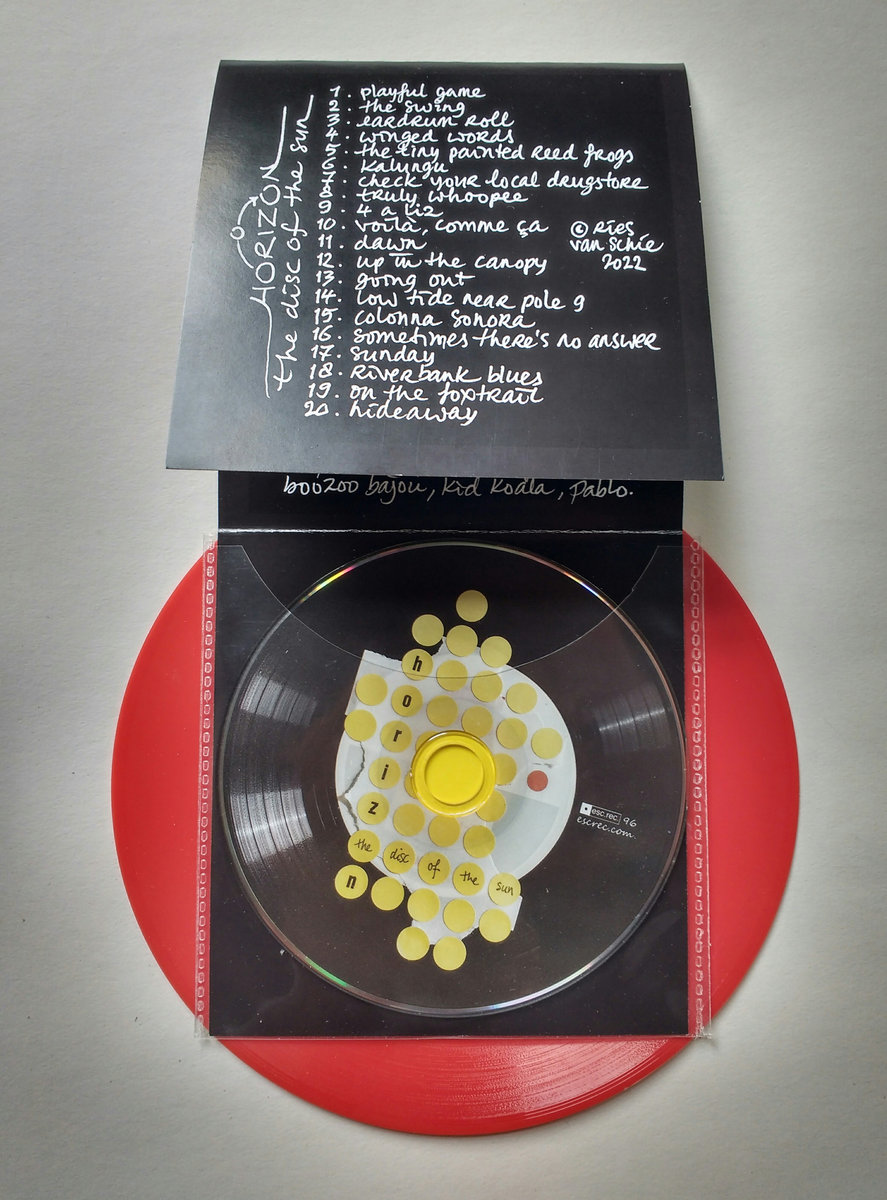 HORIZON
the disc of the sun
1. playful game
2. the swing
3. eardrum roll
4. winged words
5. the tiny painted reed frogs
6. kalungu
7. check your local drugstore
8. truly whoopee
9. 4 a liz
10. voilà, comme ça
11. dawn
12. up in the canopy
13. going out
14. low tide near pole 9
15. colonna sonora
16. sometimes there's no answer
17. sunday
18. riverbank blues
19. on the foxtrail
20. hideaway
© Ries
van Schie
2022
boozoo bajou, kid koala, pablo.
h
o
r
i
z
the disc of the sun
n
esc.rec. 96
escrec.com.